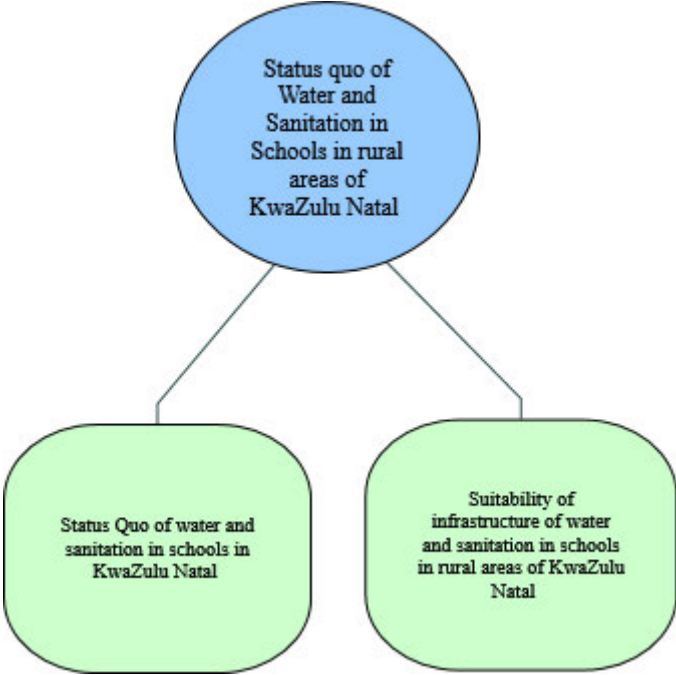 Status quo of
Water and
Sanitation in
Schools in rural
areas of
KwaZulu Natal
Status Quo of water and
sanitation in schools in
KwaZulu Natal
Suitability of
infrastructure of water
and sanitation in schools
in rural areas of KwaZulu
Natal